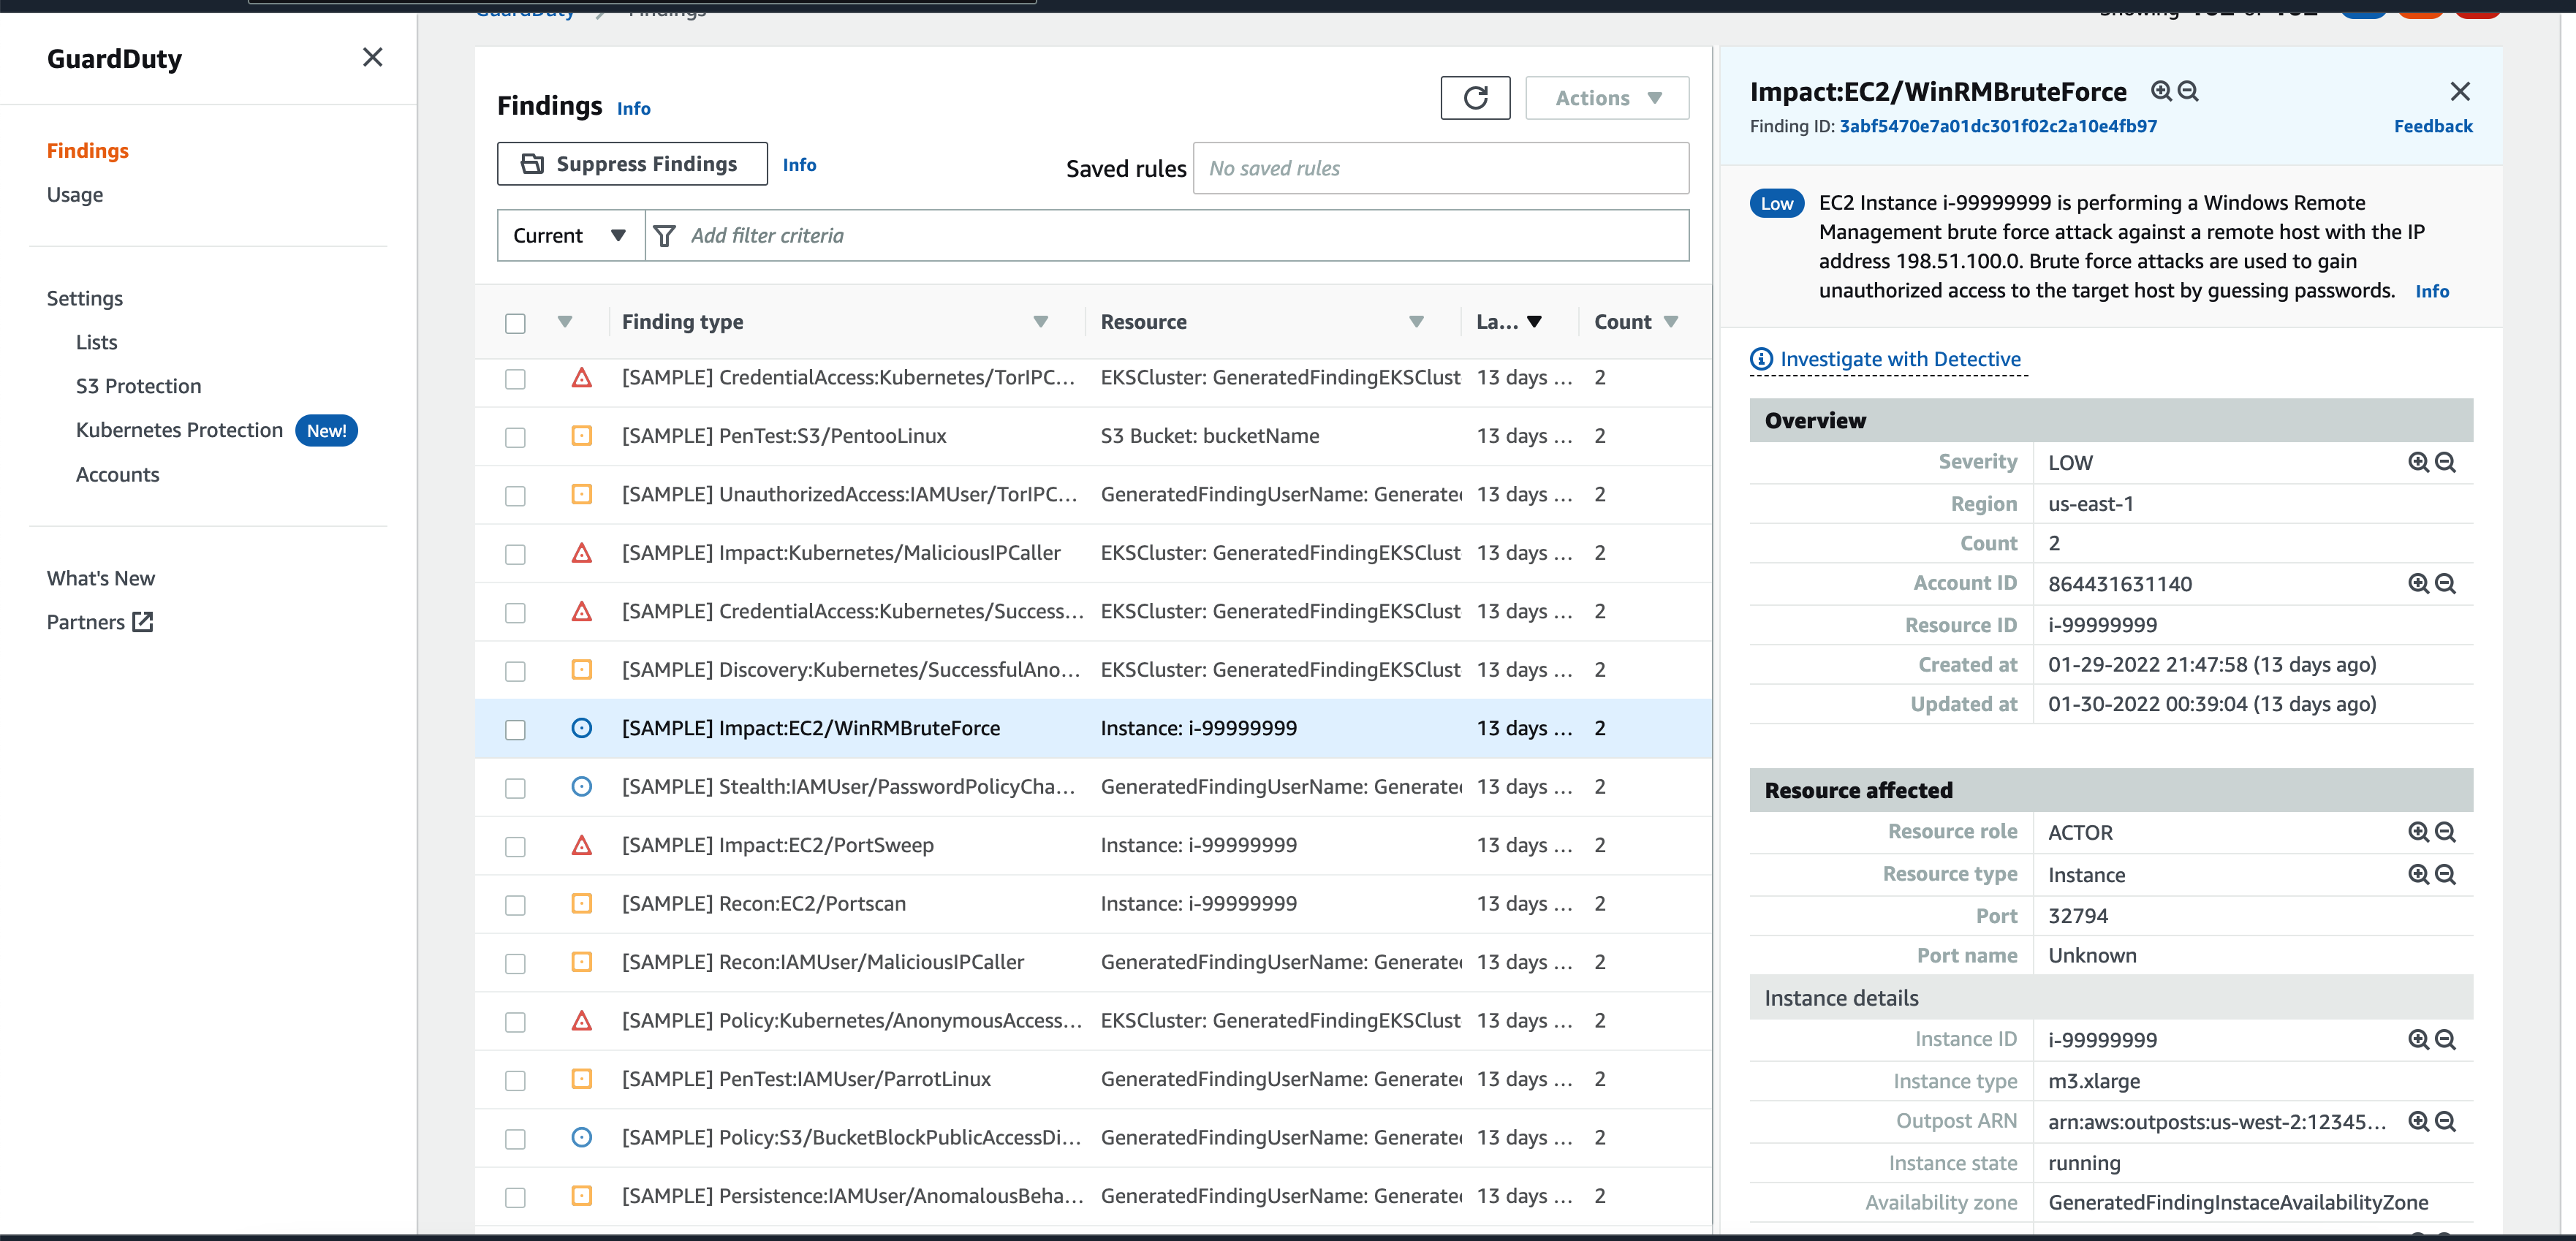 GuardDuty
Findings
Usage
Settings
Lists
S3 Protection
Kubernetes Protection New!
Accounts
What's New
Partners
GuardDuty Findings
Showing of
Findings Info
Actions
Suppress Findings Info
Saved rules No saved rules
Current Add filter criteria
Finding type Resource La... Count
[SAMPLE] CredentialAccess:Kubernetes/TorIPC... EKSCluster: GeneratedFindingEKSClust 13 days ... 2
[SAMPLE] PenTest:S3/PentooLinux S3 Bucket: bucketName 13 days ... 2
[SAMPLE] UnauthorizedAccess:IAMUser/TorIPC... GeneratedFindingUserName: Generate 13 days ... 2
[SAMPLE] Impact:Kubernetes/MaliciousIPCaller EKSCluster: GeneratedFindingEKSClust 13 days ... 2
[SAMPLE] CredentialAccess:Kubernetes/Success... EKSCluster: GeneratedFindingEKSClust 13 days ... 2
[SAMPLE] Discovery:Kubernetes/SuccessfulAno... EKSCluster: GeneratedFindingEKSClust 13 days ... 2
[SAMPLE] Impact:EC2/WinRMBruteForce Instance: i-99999999 13 days ... 2
[SAMPLE] Stealth:IAMUser/PasswordPolicyCha... GeneratedFindingUserName: Generate 13 days ... 2
[SAMPLE] Impact:EC2/PortSweep Instance: i-99999999 13 days ... 2
[SAMPLE] Recon:EC2/Portscan Instance: i-99999999 13 days ... 2
[SAMPLE] Recon:IAMUser/MaliciousIPCaller GeneratedFindingUserName: Generate 13 days ... 2
[SAMPLE] Policy:Kubernetes/AnonymousAccess... EKSCluster: GeneratedFindingEKSClust 13 days ... 2
[SAMPLE] PenTest:IAMUser/ParrotLinux GeneratedFindingUserName: Generate 13 days ... 2
[SAMPLE] Policy:S3/BucketBlockPublicAccessDi... GeneratedFindingUserName: Generate 13 days ... 2
[SAMPLE] Persistence:IAMUser/AnomalousBeha... GeneratedFindingUserName: Generate 13 days ... 2
Impact:EC2/WinRMBruteForce
Finding ID: 3abf5470e7a01dc301f02c2a10e4fb97 Feedback
Low EC2 Instance i-99999999 is performing a Windows Remote
Management brute force attack against a remote host with the IP
address 198.51.100.0. Brute force attacks are used to gain
unauthorized access to the target host by guessing passwords. Info
Investigate with Detective
Overview
Severity LOW
Region us-east-1
Count 2
Account ID 864431631140
Resource ID i-99999999
Created at 01-29-2022 21:47:58 (13 days ago)
Updated at 01-30-2022 00:39:04 (13 days ago)
Resource affected
Resource role ACTOR
Resource type Instance
Port 32794
Port name Unknown
Instance details
Instance ID i-99999999
Instance type m3.xlarge
Outpost ARN arn:aws:outposts:us-west-2:12345...
Instance state running
Availability zone GeneratedFindingInstaceAvailabilityZone